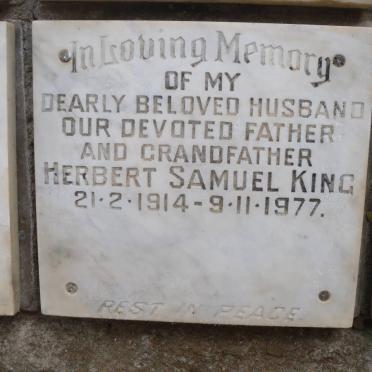 In Loving Memory
OF MY
DEARLY BELOVED HUSBAND
OUR DEVOTED FATHER
AND GRANDFATHER
HERBERT SAMUEL KING
21·2·1914-9·11·1977.
REST IN PEACE